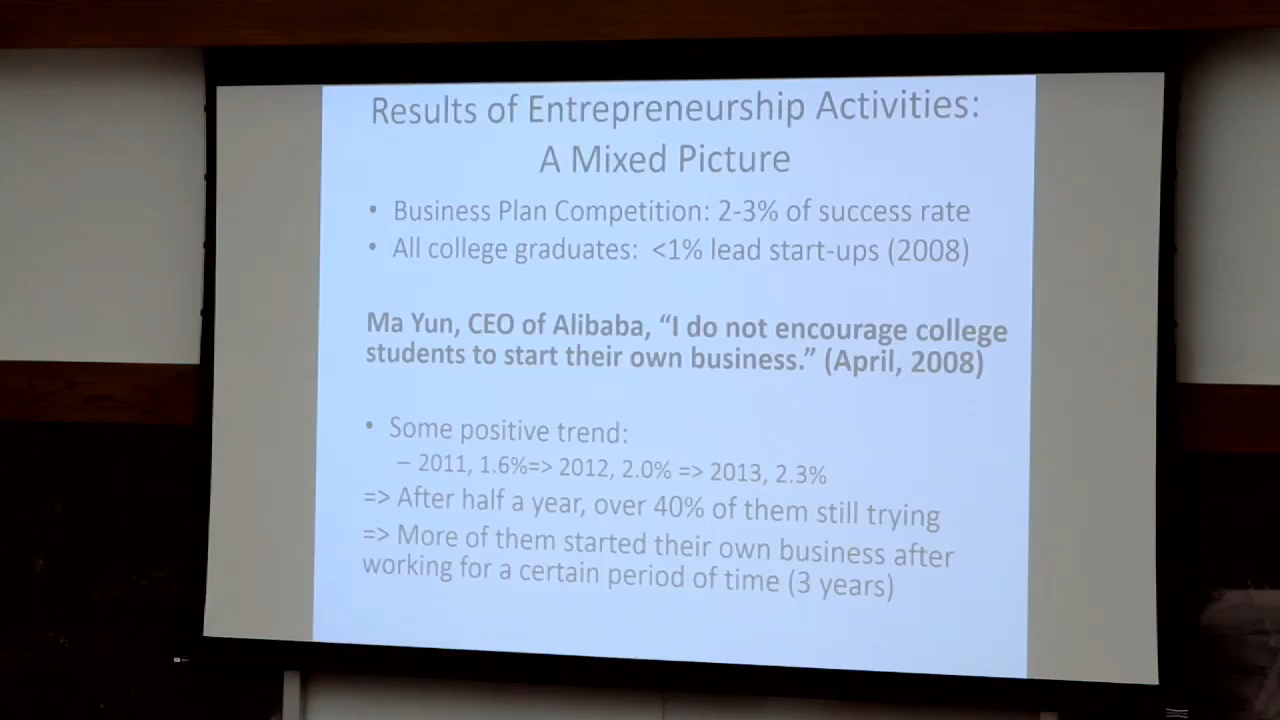 Results of Entrepreneurship Activities:
A Mixed Picture
• Business Plan Competition: 2-3% of success rate
• All college graduates: <1% lead start-ups (2008)
Ma Yun, CEO of Alibaba, “I do not encourage college
students to start their own business.” (April, 2008)
• Some positive trend:
– 2011, 1.6%=> 2012, 2.0% => 2013, 2.3%
=> After half a year, over 40% of them still trying
=> More of them started their own business after
working for a certain period of time (3 years)